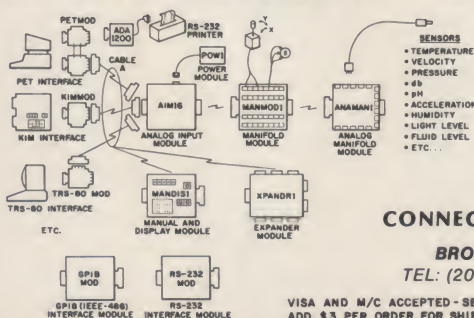 PETMOD
ADA
1200
RS-232
PRINTER
CABLE
A
POW1
POWER
MODULE
PET INTERFACE
KIMMOD
KIM INTERFACE
AIM16
ANALOG INPUT
MODULE
X
Y
MANMOD1
MANIFOLD
MODULE
ANAMAN1
ANALOG
MANIFOLD
MODULE
SENSORS
• TEMPERATURE
• VELOCITY
• PRESSURE
• db
• pH
• ACCELERATION
• HUMIDITY
• LIGHT LEVEL
• FLUID LEVEL
• ETC...
TRS-80 MOD
TRS-80 INTERFACE
ETC.
MANDIS1
MANUAL AND
DISPLAY MODULE
XPANDR1
EXPANDER
MODULE
GPIB
MOD
GPIB (IEEE-488)
INTERFACE MODULE
RS-232
MOD
RS-232
INTERFACE MODULE
CONNEC
BRO
TEL: (20
VISA AND M/C ACCEPTED - SE
ADD $3 PER ORDER FOR SHI